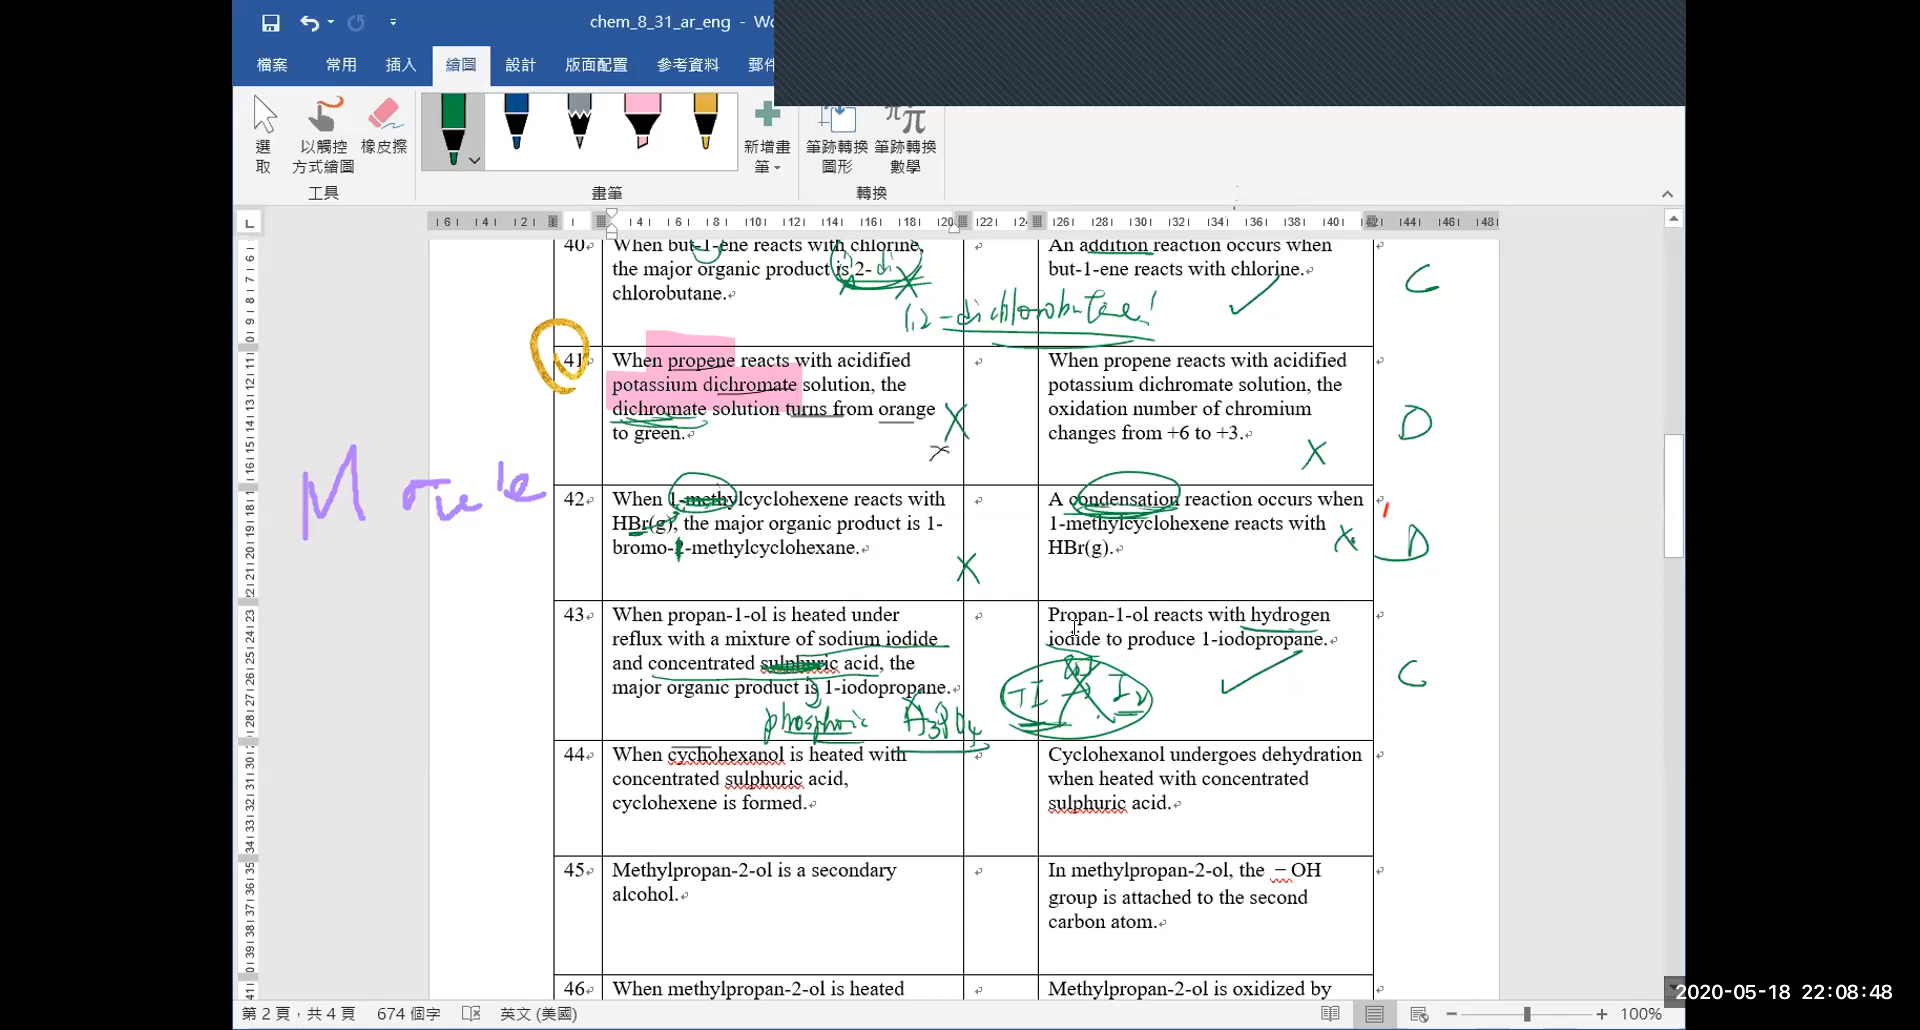 chem_8_31_ar_eng - Wo
檔案 常用 插入 繪圖 設計 版面配置 參考資料 郵件
選取 以觸控方式繪圖 橡皮擦 新增畫筆 筆跡轉換圖形 筆跡轉換數學
工具 畫筆 轉換
40 When but-1-ene reacts with chlorine, the major organic product is 2-chlorobutane. An addition reaction occurs when but-1-ene reacts with chlorine. C
1,2-dichlorobutane!
41 When propene reacts with acidified potassium dichromate solution, the dichromate solution turns from orange to green. X When propene reacts with acidified potassium dichromate solution, the oxidation number of chromium changes from +6 to +3. X D
42 When 1-methylcyclohexene reacts with HBr(g), the major organic product is 1-bromo-1-methylcyclohexane. X A condensation reaction occurs when 1-methylcyclohexene reacts with HBr(g). X D
43 When propan-1-ol is heated under reflux with a mixture of sodium iodide and concentrated sulphuric acid, the major organic product is 1-iodopropane. Propan-1-ol reacts with hydrogen iodide to produce 1-iodopropane. C
phosphoric H3PO4 I2
44 When cychohexanol is heated with concentrated sulphuric acid, cyclohexene is formed. Cyclohexanol undergoes dehydration when heated with concentrated sulphuric acid.
45 Methylpropan-2-ol is a secondary alcohol. In methylpropan-2-ol, the －OH group is attached to the second carbon atom.
46 When methylpropan-2-ol is heated Methylpropan-2-ol is oxidized by
第 2 頁，共 4 頁 674 個字 英文 (美國) 100%
2020-05-18 22:08:48